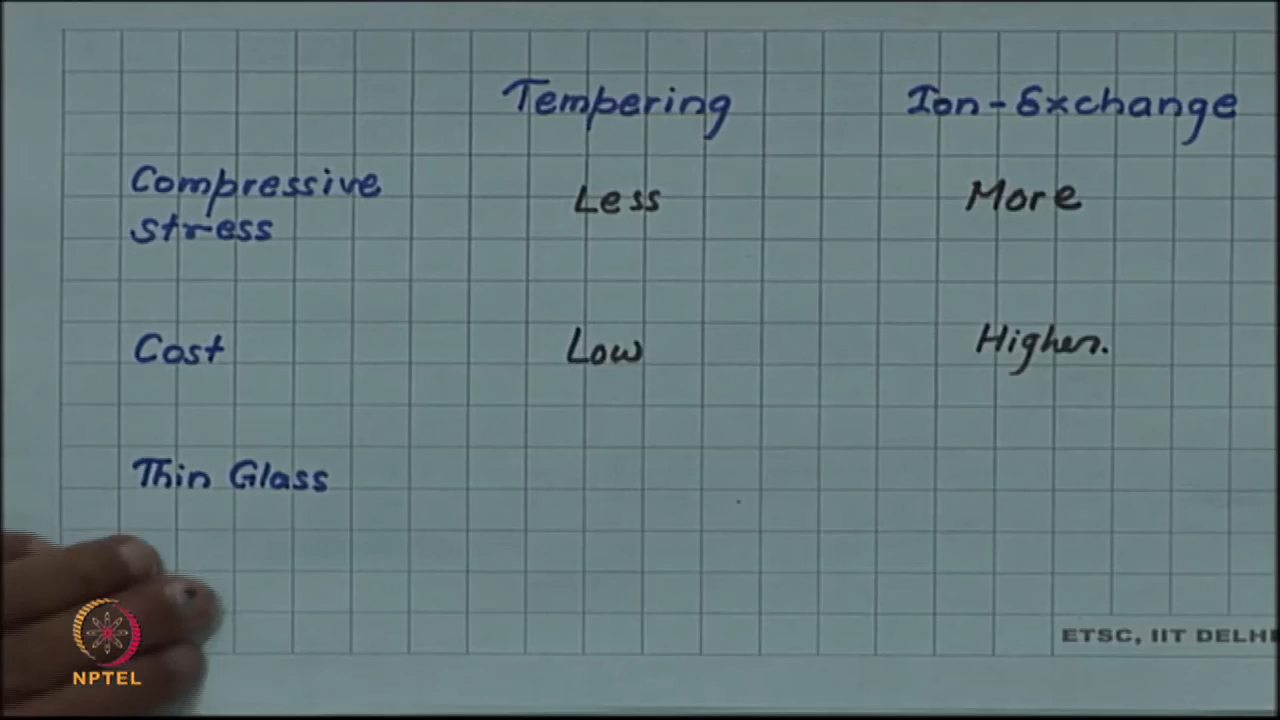 Tempering Ion-Exchange
Compressive
stress
Less More
Cost Low Higher.
Thin Glass
ETSC, IIT DELHI
NPTEL